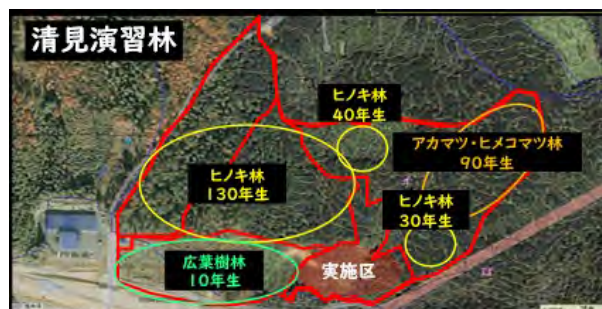 清見演習林
ヒノキ林
40年生
アカマツ・ヒメコマツ林
90年生
ヒノキ林
130年生
ヒノキ林
30年生
広葉樹林
10年生
実施区
イ
ロ